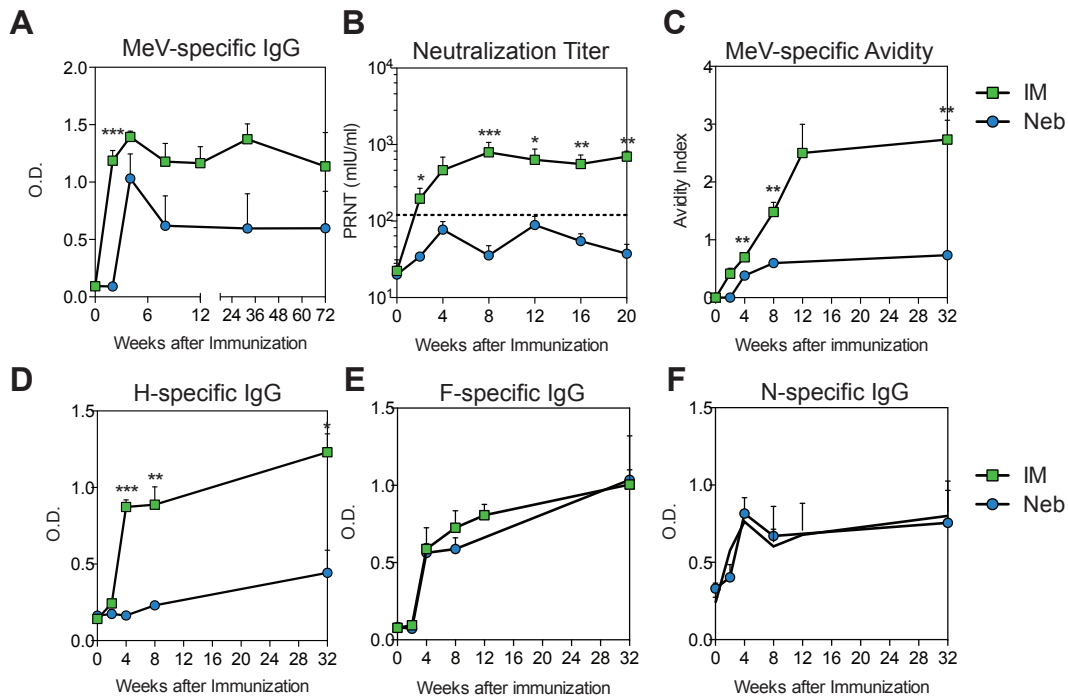 A
MeV-specific IgG
2.0
1.5
1.0
0.5
0.0
O.D.
***
0 6 12 24 36 48 60 72
Weeks after Immunization
B
Neutralization Titer
10^4
10^3
10^2
10^1
PRNT (mIU/ml)
* *** * ** **
0 4 8 12 16 20
Weeks after Immunization
C
MeV-specific Avidity
4
3
2
1
0
Avidity Index
** ** **
0 4 8 12 16 20 24 28 32
Weeks after immunization
IM
Neb
D
H-specific IgG
1.5
1.0
0.5
0.0
O.D.
*** ** *
0 4 8 12 16 20 24 28 32
Weeks after Immunization
E
F-specific IgG
1.5
1.0
0.5
0.0
O.D.
0 4 8 12 16 20 24 28 32
Weeks after Immunization
F
N-specific IgG
1.5
1.0
0.5
0.0
O.D.
0 4 8 12 16 20 24 28 32
Weeks after Immunization
IM
Neb